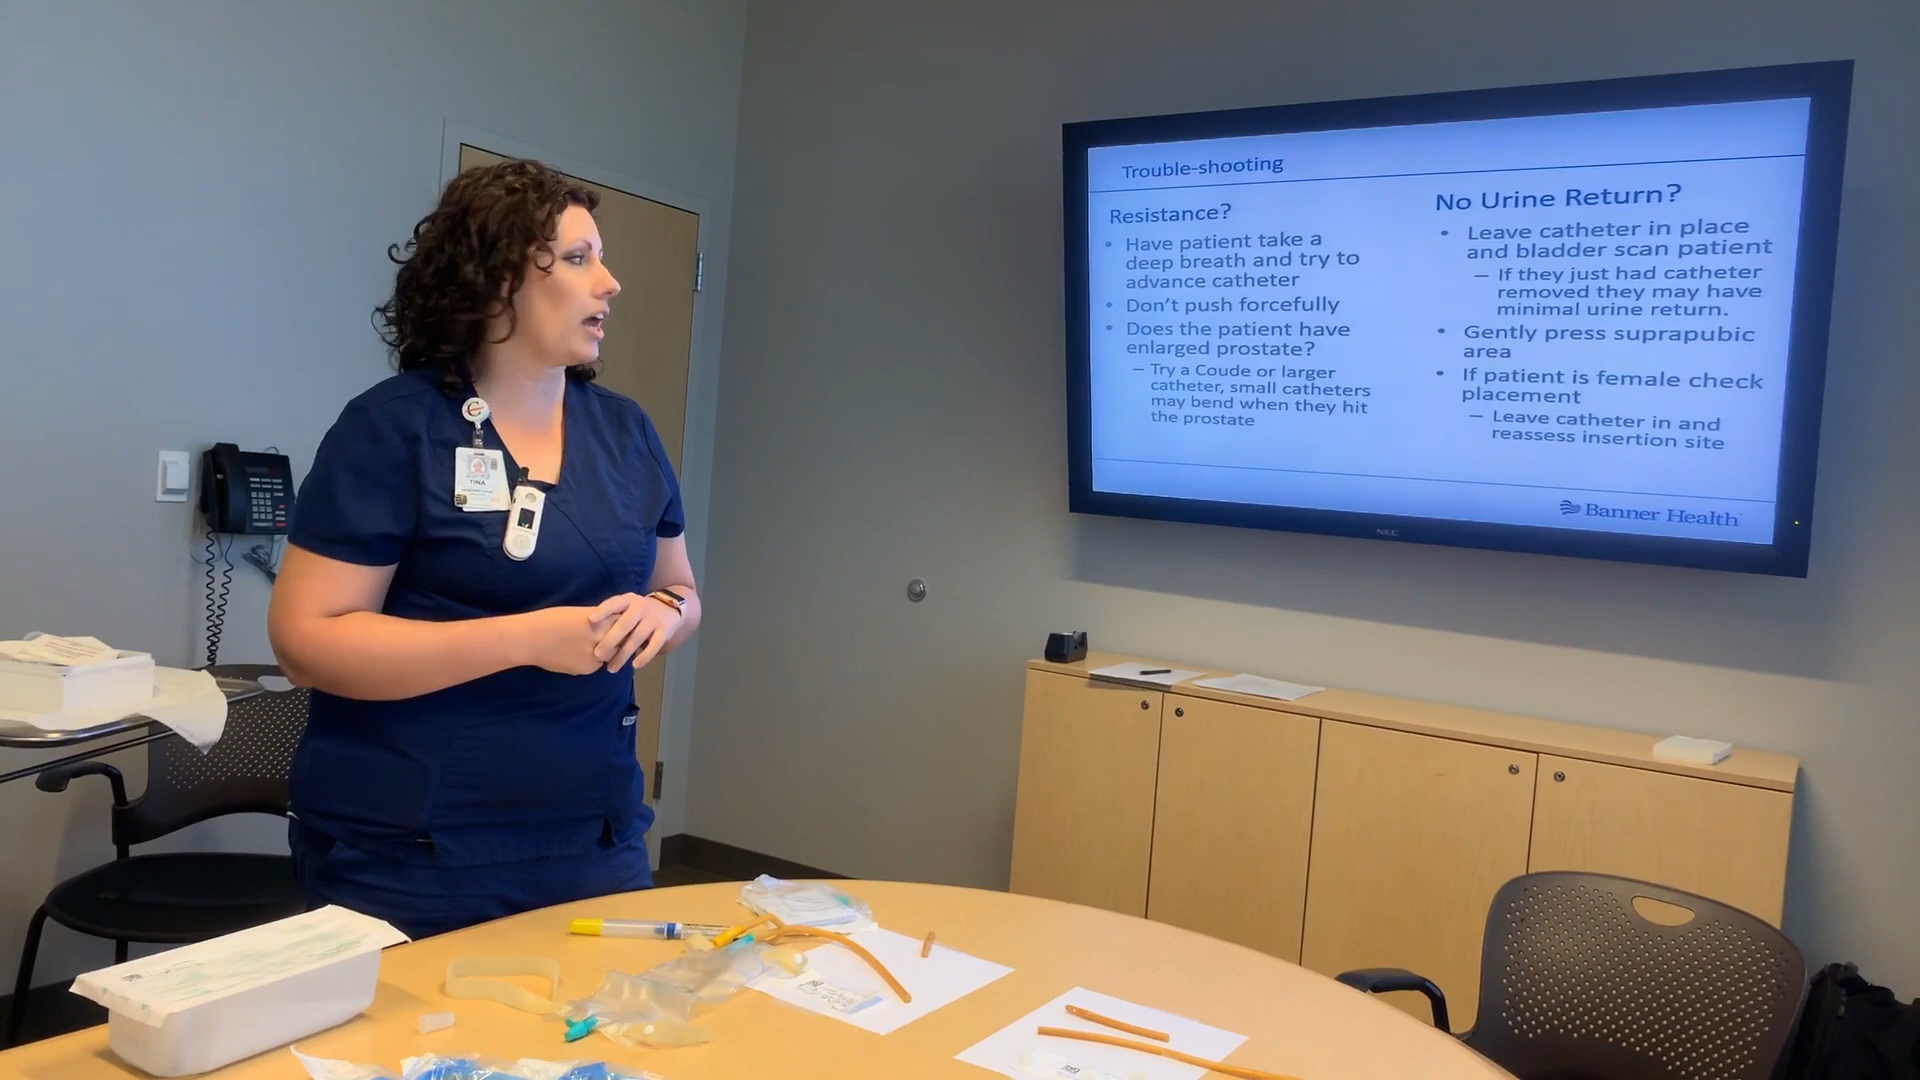 Trouble-shooting
Resistance?
• Have patient take a
deep breath and try to
advance catheter
• Don't push forcefully
• Does the patient have
enlarged prostate?
– Try a Coude or larger
catheter, small catheters
may bend when they hit
the prostate
No Urine Return?
• Leave catheter in place
and bladder scan patient
– If they just had catheter
removed they may have
minimal urine return.
• Gently press suprapubic
area
• If patient is female check
placement
– Leave catheter in and
reassess insertion site
Banner Health
NEC
TINA